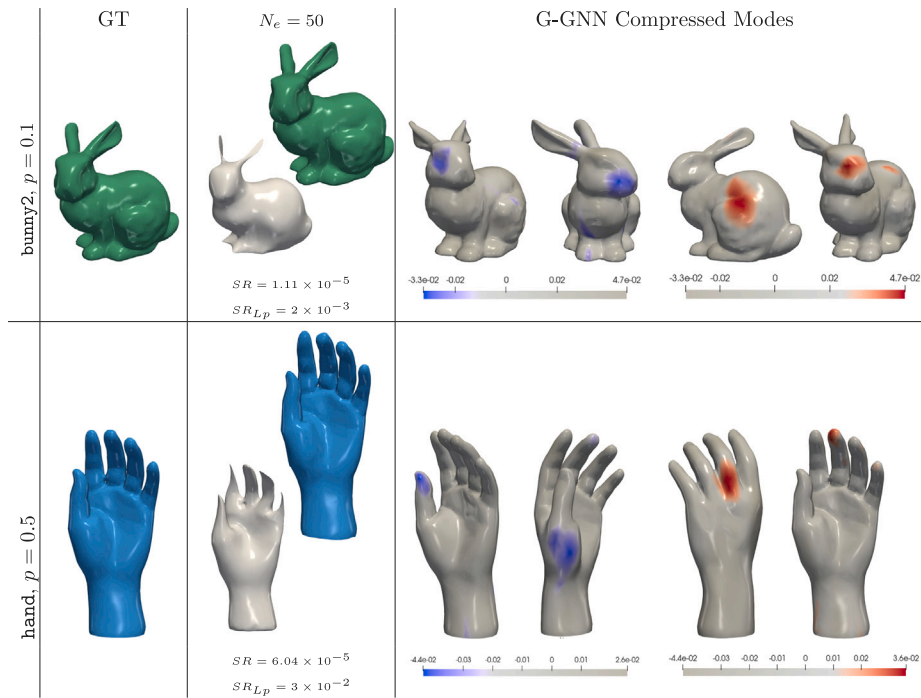 GT
N_e = 50
G-GNN Compressed Modes
bunny2, p = 0.1
SR = 1.11 × 10^{-5}
SR_{Lp} = 2 × 10^{-3}
-3.3e-02 -0.02 0 0.02 4.7e-02
-3.3e-02 -0.02 0 0.02 4.7e-02
hand, p = 0.5
SR = 6.04 × 10^{-5}
SR_{Lp} = 3 × 10^{-2}
-4.4e-02 -0.03 -0.02 -0.01 0 0.01 2.6e-02
-4.4e-02 -0.03 -0.02 -0.01 0 0.01 0.02 3.6e-02